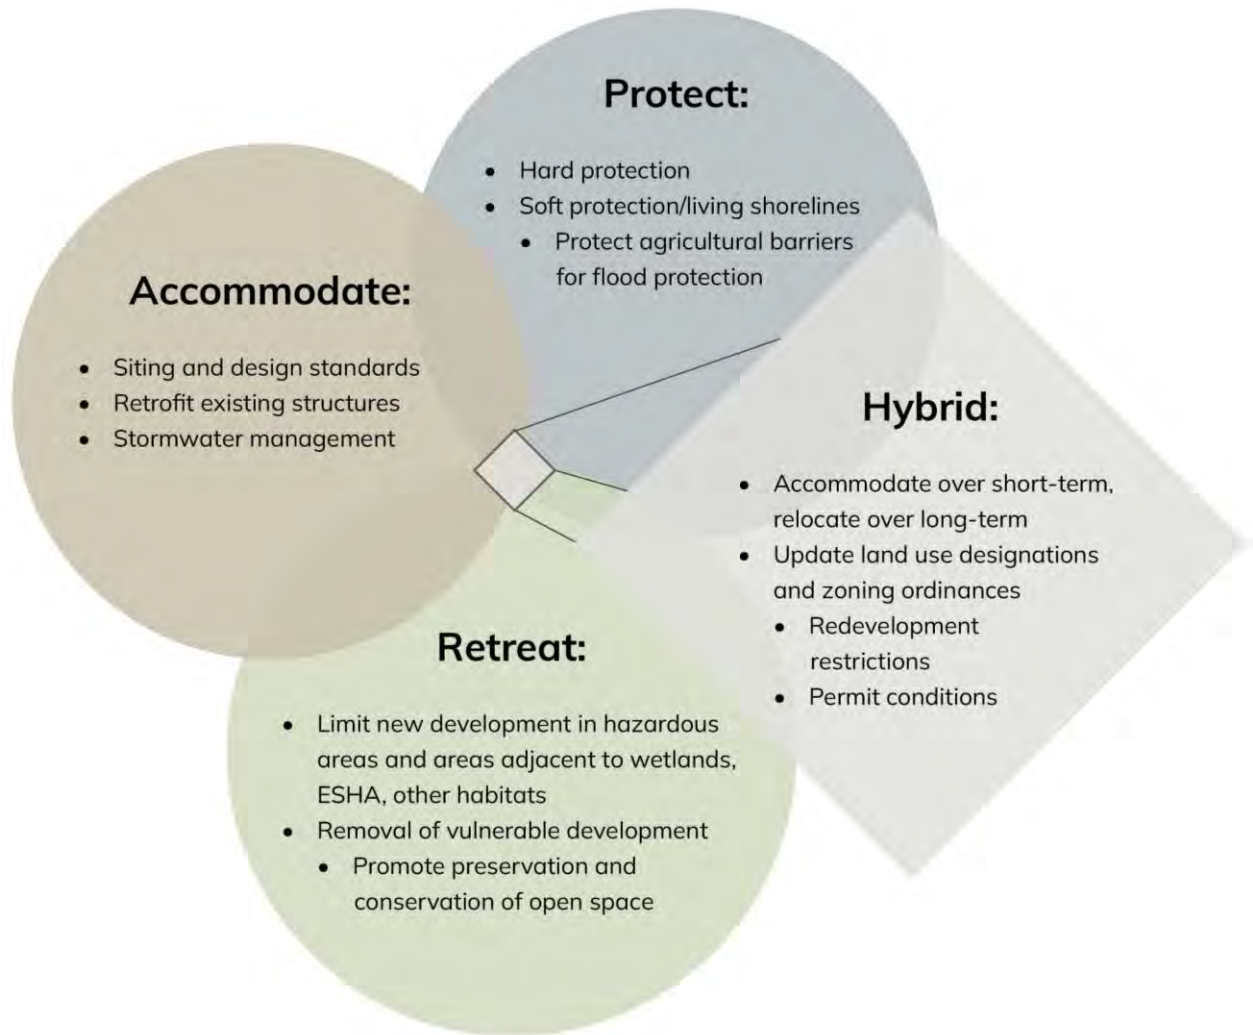 Protect:
• Hard protection
• Soft protection/living shorelines
• Protect agricultural barriers
for flood protection
Accommodate:
• Siting and design standards
• Retrofit existing structures
• Stormwater management
Hybrid:
• Accommodate over short-term,
relocate over long-term
• Update land use designations
and zoning ordinances
• Redevelopment
restrictions
• Permit conditions
Retreat:
• Limit new development in hazardous
areas and areas adjacent to wetlands,
ESHA, other habitats
• Removal of vulnerable development
• Promote preservation and
conservation of open space